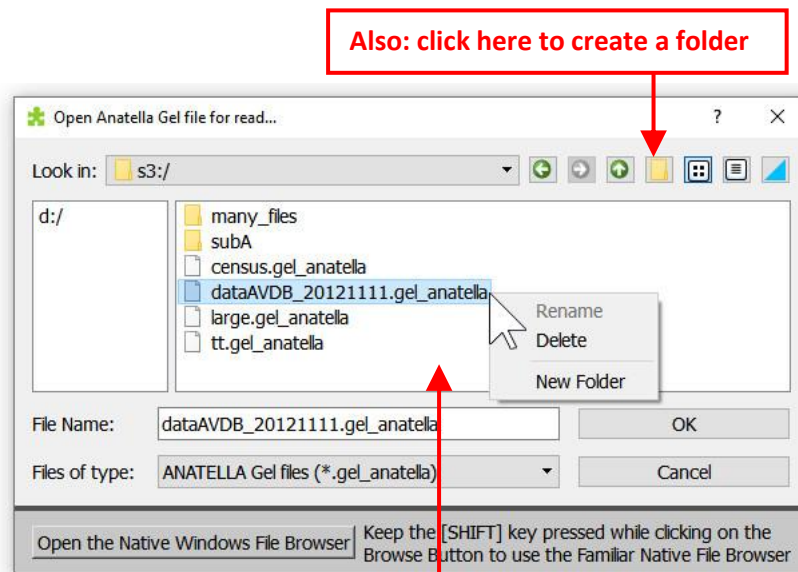 Also: click here to create a folder
Open Anatella Gel file for read...
?
Look in:
s3:/
d:/
many_files
subA
census.gel_anatella
dataAVDB_20121111.gel_anatella
large.gel_anatella
tt.gel_anatella
Rename
Delete
New Folder
File Name:
dataAVDB_20121111.gel_anatella
OK
Files of type:
ANATELLA Gel files (*.gel_anatella)
Cancel
Open the Native Windows File Browser
Keep the [SHIFT] key pressed while clicking on the
Browse Button to use the Familiar Native File Browser